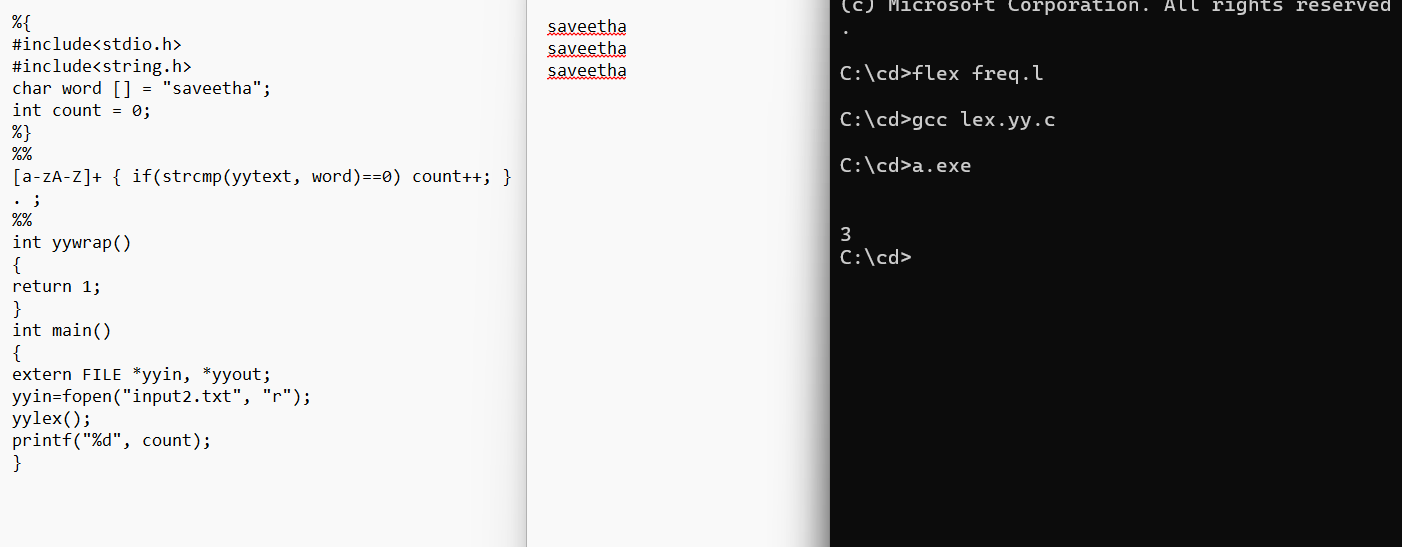 %{
#include<stdio.h>
#include<string.h>
char word [] = "saveetha";
int count = 0;
%}
%%
[a-zA-Z]+ { if(strcmp(yytext, word)==0) count++; }
. ;
%%
int yywrap()
{
return 1;
}
int main()
{
extern FILE *yyin, *yyout;
yyin=fopen("input2.txt", "r");
yylex();
printf("%d", count);
}
saveetha
saveetha
saveetha
(c) Microsoft Corporation. All rights reserved
.
C:\cd>flex freq.l
C:\cd>gcc lex.yy.c
C:\cd>a.exe
3
C:\cd>